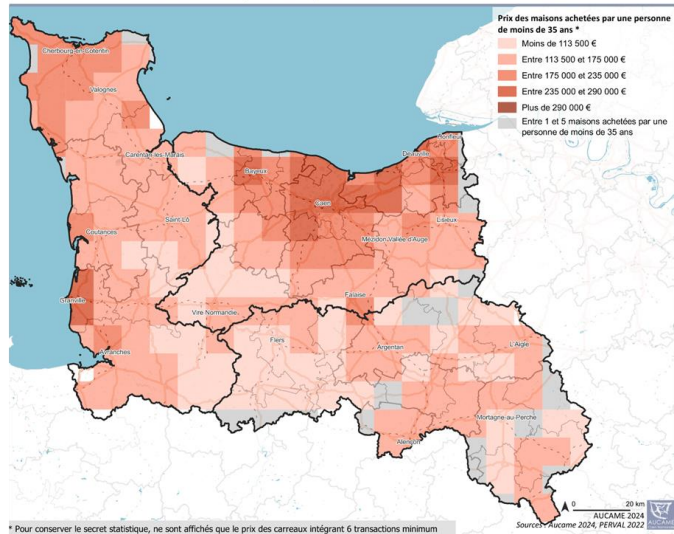 Prix des maisons achetées par une personne
de moins de 35 ans *
Moins de 113 500 €
Entre 113 500 et 175 000 €
Entre 175 000 et 235 000 €
Entre 235 000 et 290 000 €
Plus de 290 000 €
Entre 1 et 5 maisons achetées par une
personne de moins de 35 ans
Cherbourg-en-Cotentin
Valognes
Honfleur
Carentan-les-Marais
Deauville
Bayeux
Caen
Saint-Lô
Lisieux
Coutances
Mézidon Vallée d'Auge
Falaise
Granville
Vire Normandie
Flers
Argentan
L'Aigle
Avranches
Mortagne-au-Perche
Alençon
0 20 km
AUCAME 2024
Sources : Aucame 2024, PERVAL 2022
AUCAME
* Pour conserver le secret statistique, ne sont affichés que le prix des carreaux intégrant 6 transactions minimum